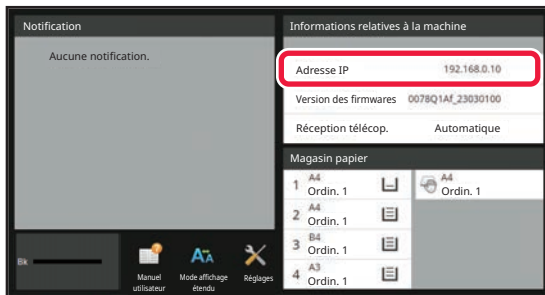 Notification
Aucune notification.
Informations relatives à la machine
Adresse IP 192.168.0.10
Version des firmwares 0078Q1Af_23030100
Réception télécop. Automatique
Magasin papier
1 A4
Ordin. 1
A4
Ordin. 1
2 A4
Ordin. 1
3 B4
Ordin. 1
4 A3
Ordin. 1
Bk
Manuel
utilisateur
Mode affichage
étendu
Réglages